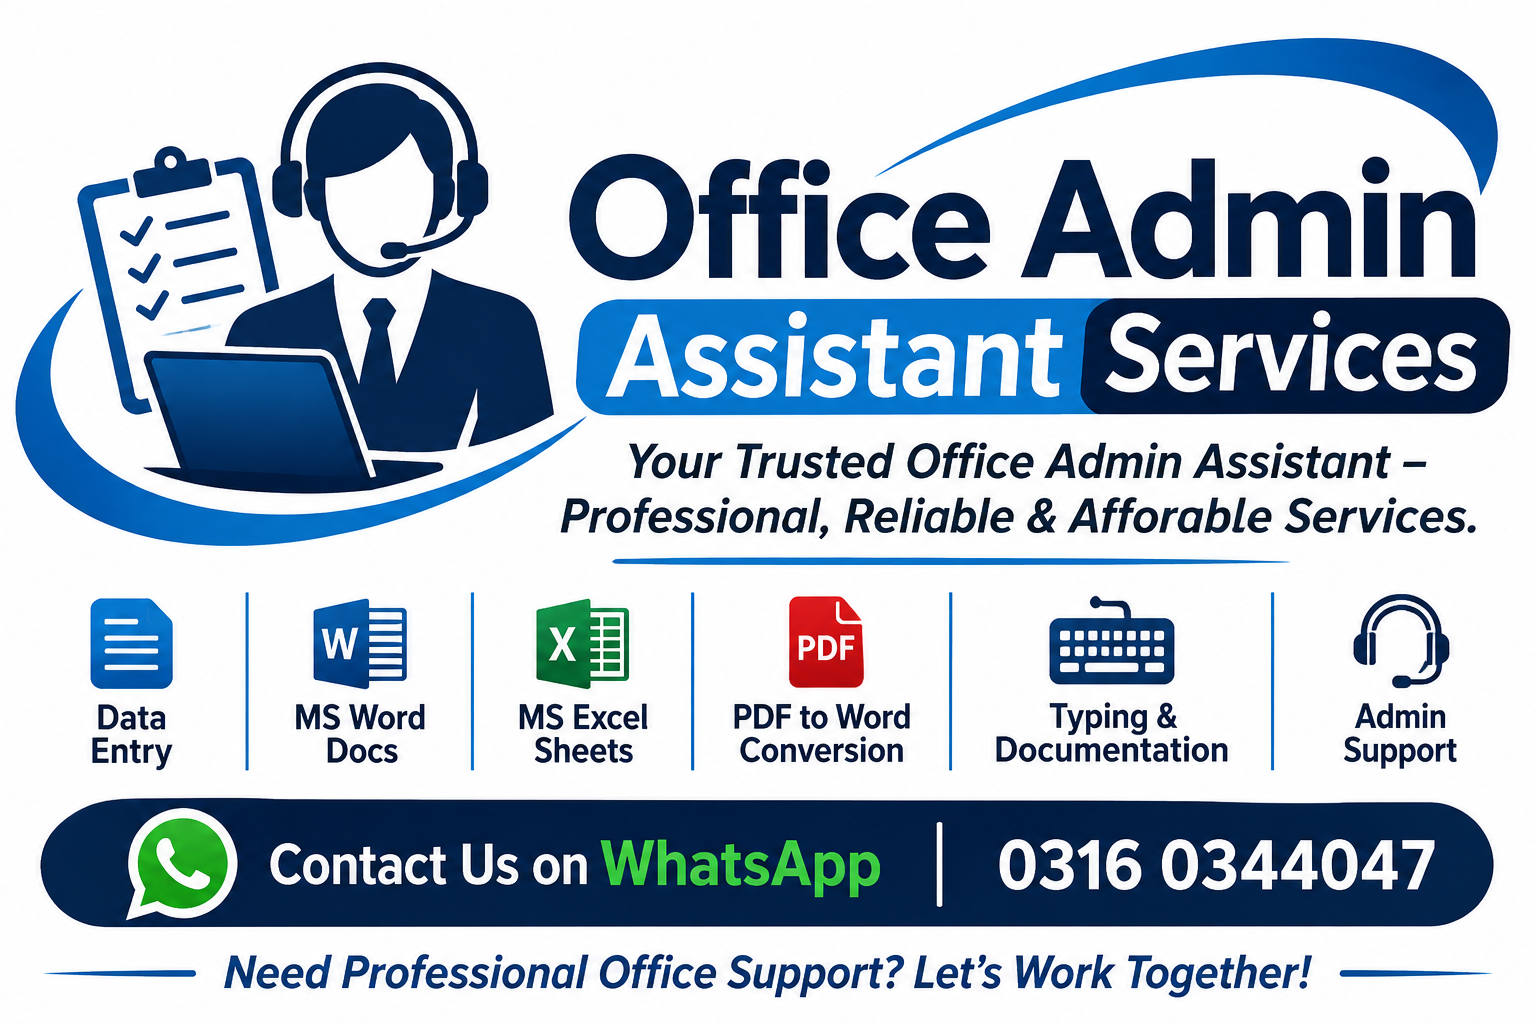 Office Admin
Assistant Services
Your Trusted Office Admin Assistant –
Professional, Reliable & Afforable Services.
Data
Entry
W
MS Word
Docs
X
MS Excel
Sheets
PDF
PDF to Word
Conversion
Typing &
Documentation
Admin
Support
Contact Us on WhatsApp
0316 0344047
Need Professional Office Support? Let's Work Together!